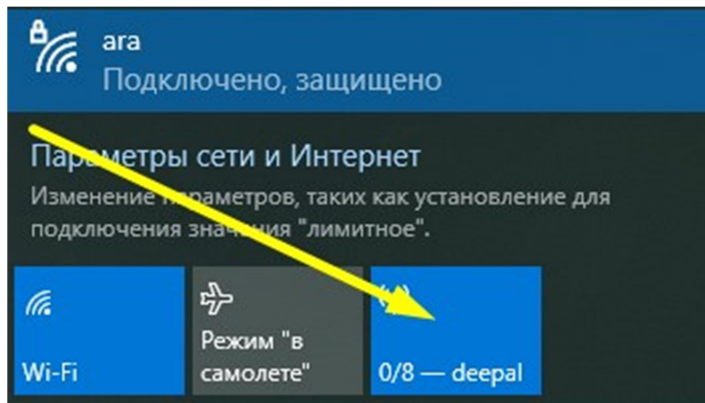 ara
Подключено, защищено
Параметры сети и Интернет
Изменение параметров, таких как установление для
подключения значения "лимитное".
Wi-Fi
Режим "в
самолете"
0/8 — deepal